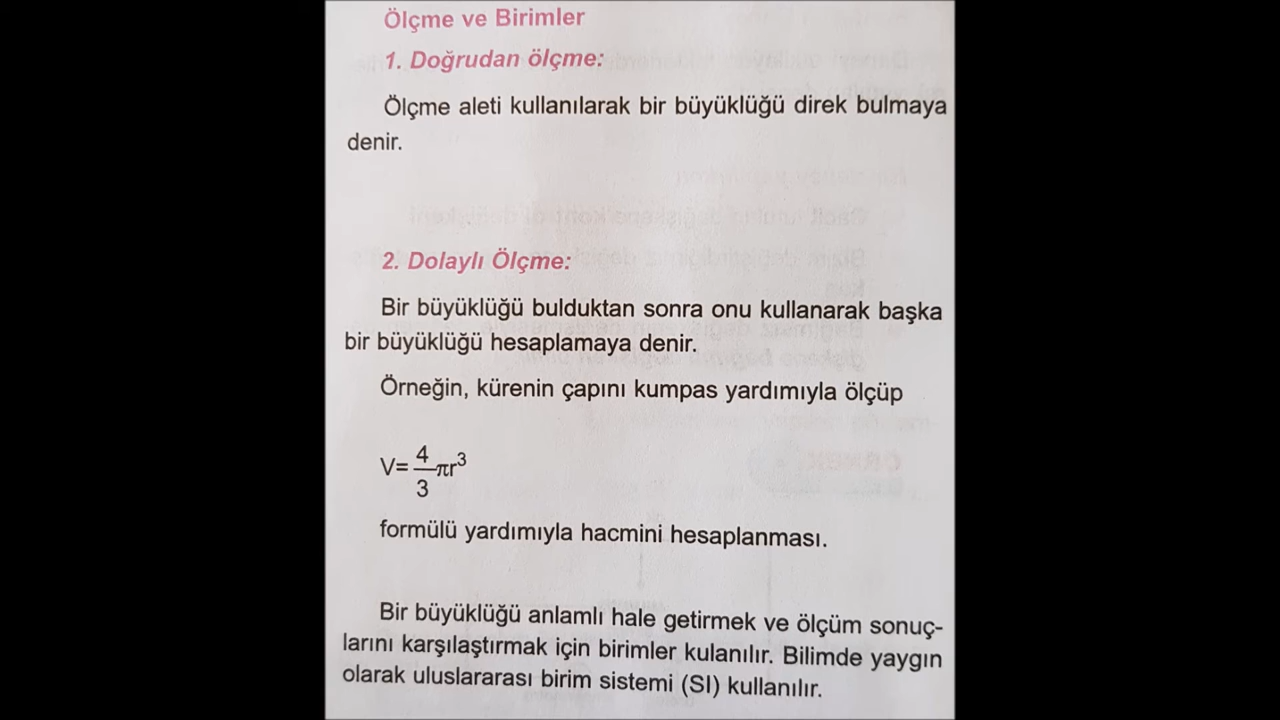 Ölçme ve Birimler
1. Doğrudan ölçme:
Ölçme aleti kullanılarak bir büyüklüğü direk bulmaya
denir.
2. Dolaylı Ölçme:
Bir büyüklüğü bulduktan sonra onu kullanarak başka
bir büyüklüğü hesaplamaya denir.
Örneğin, kürenin çapını kumpas yardımıyla ölçüp
V=4/3 πr³
formülü yardımıyla hacmini hesaplanması.
Bir büyüklüğü anlamlı hale getirmek ve ölçüm sonuç-
larını karşılaştırmak için birimler kulanılır. Bilimde yaygın
olarak uluslararası birim sistemi (SI) kullanılır.